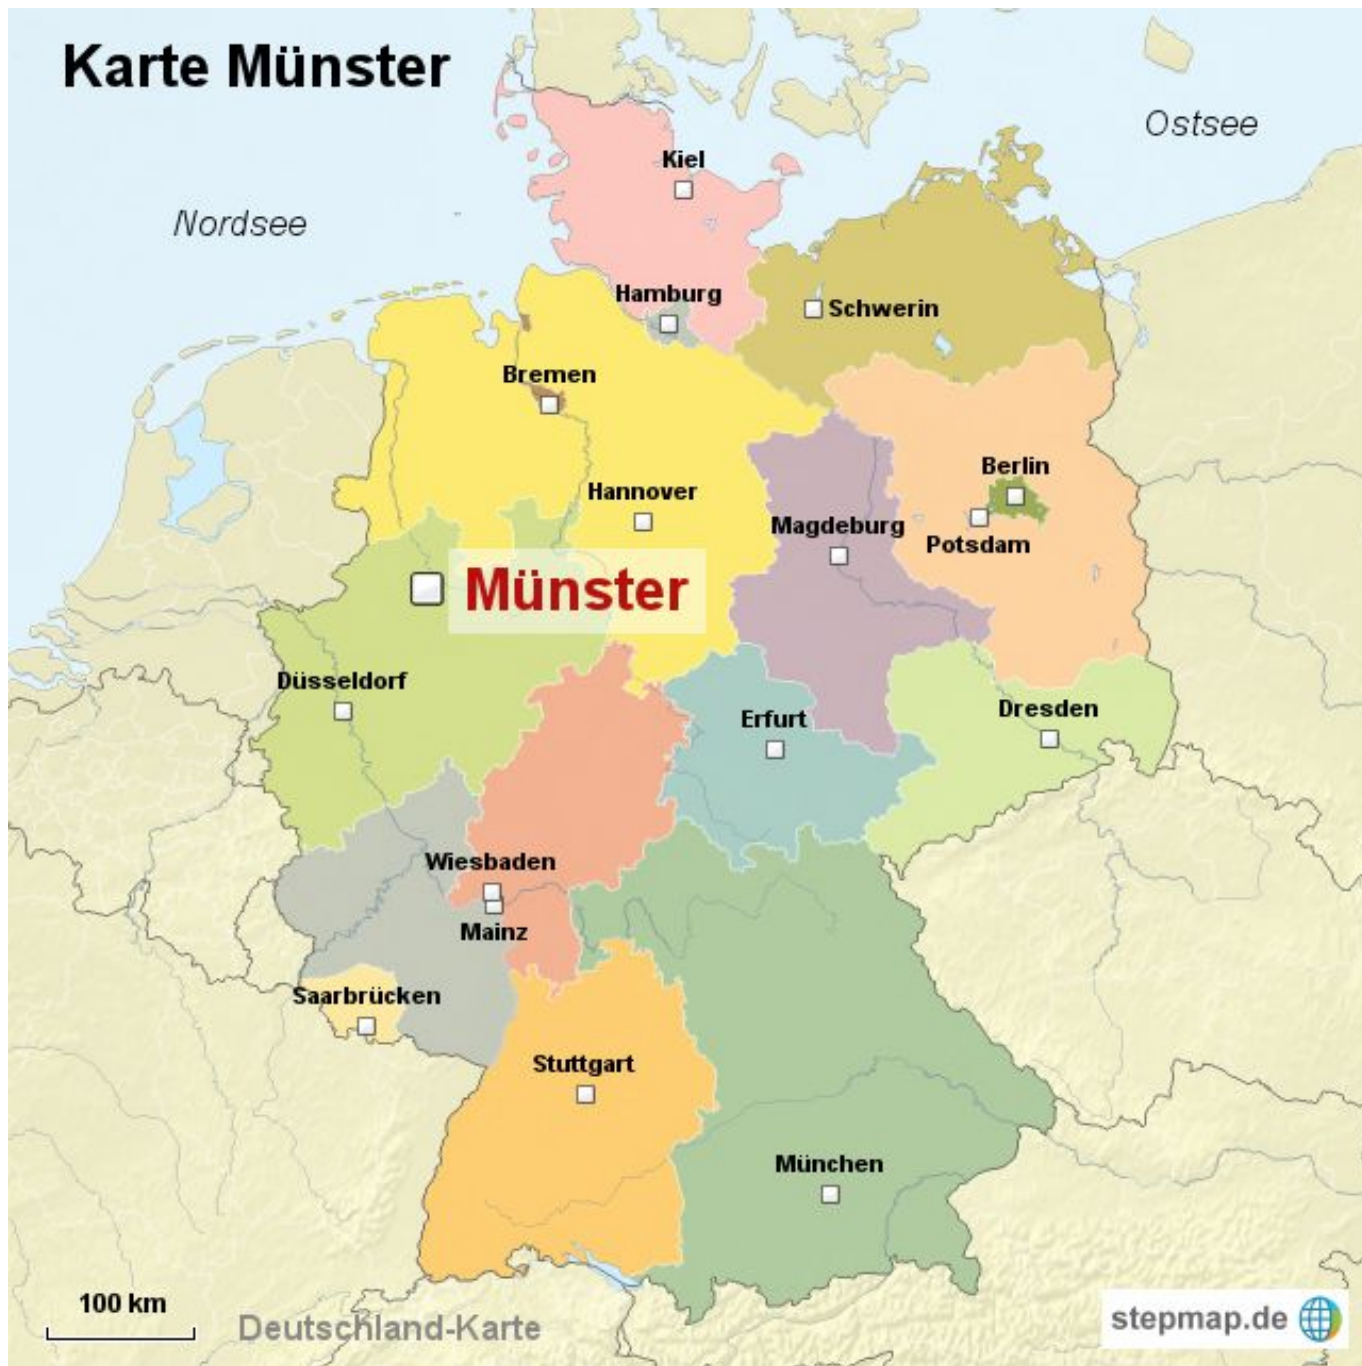 Karte Münster
Ostsee
Kiel
Nordsee
Hamburg
Schwerin
Bremen
Berlin
Hannover
Magdeburg
Potsdam
Münster
Düsseldorf
Dresden
Erfurt
Wiesbaden
Mainz
Saarbrücken
Stuttgart
München
100 km
Deutschland-Karte
stepmap.de